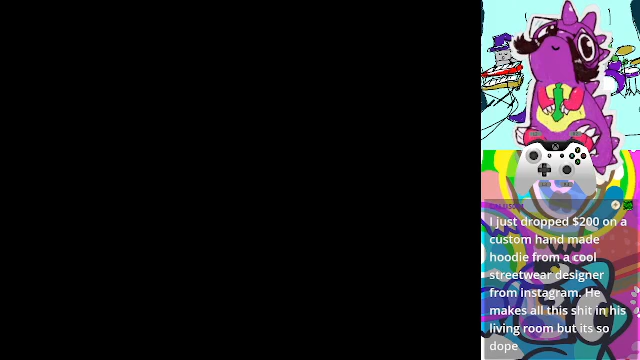 I just dropped $200 on a
custom hand made
hoodie from a cool
streetwear designer
from instagram. He
makes all this shit in his
living room but its so
dope